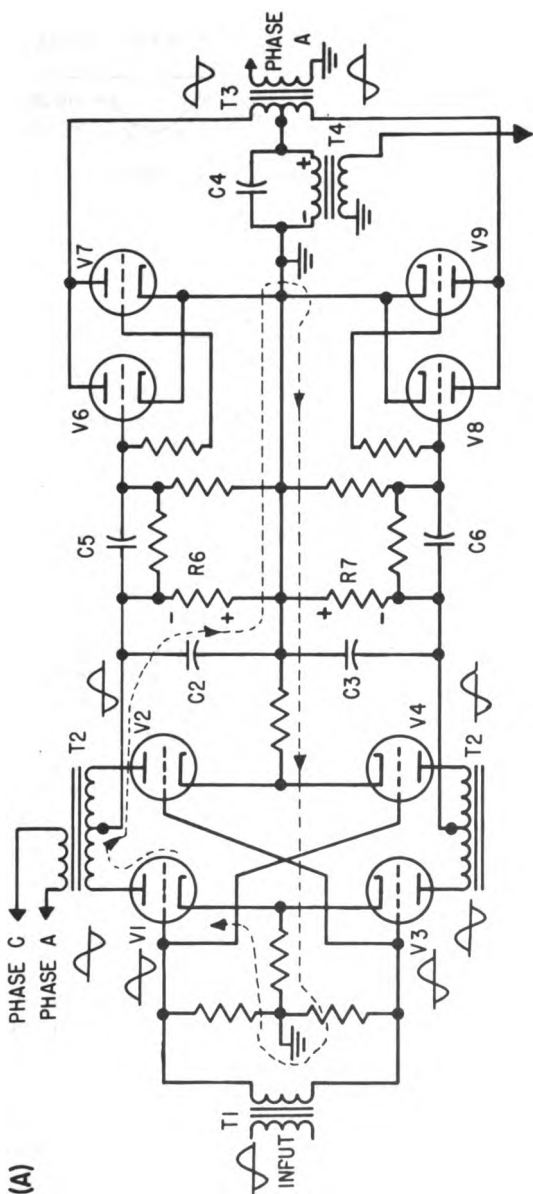 (A)
PHASE C
PHASE A
T2
T1
INPUT
V1
V2
V3
V4
T2
C2
C3
R6
R7
C5
C6
V6
V7
V8
V9
C4
T3
T4
PHASE
A
+
-
-
+
+
-